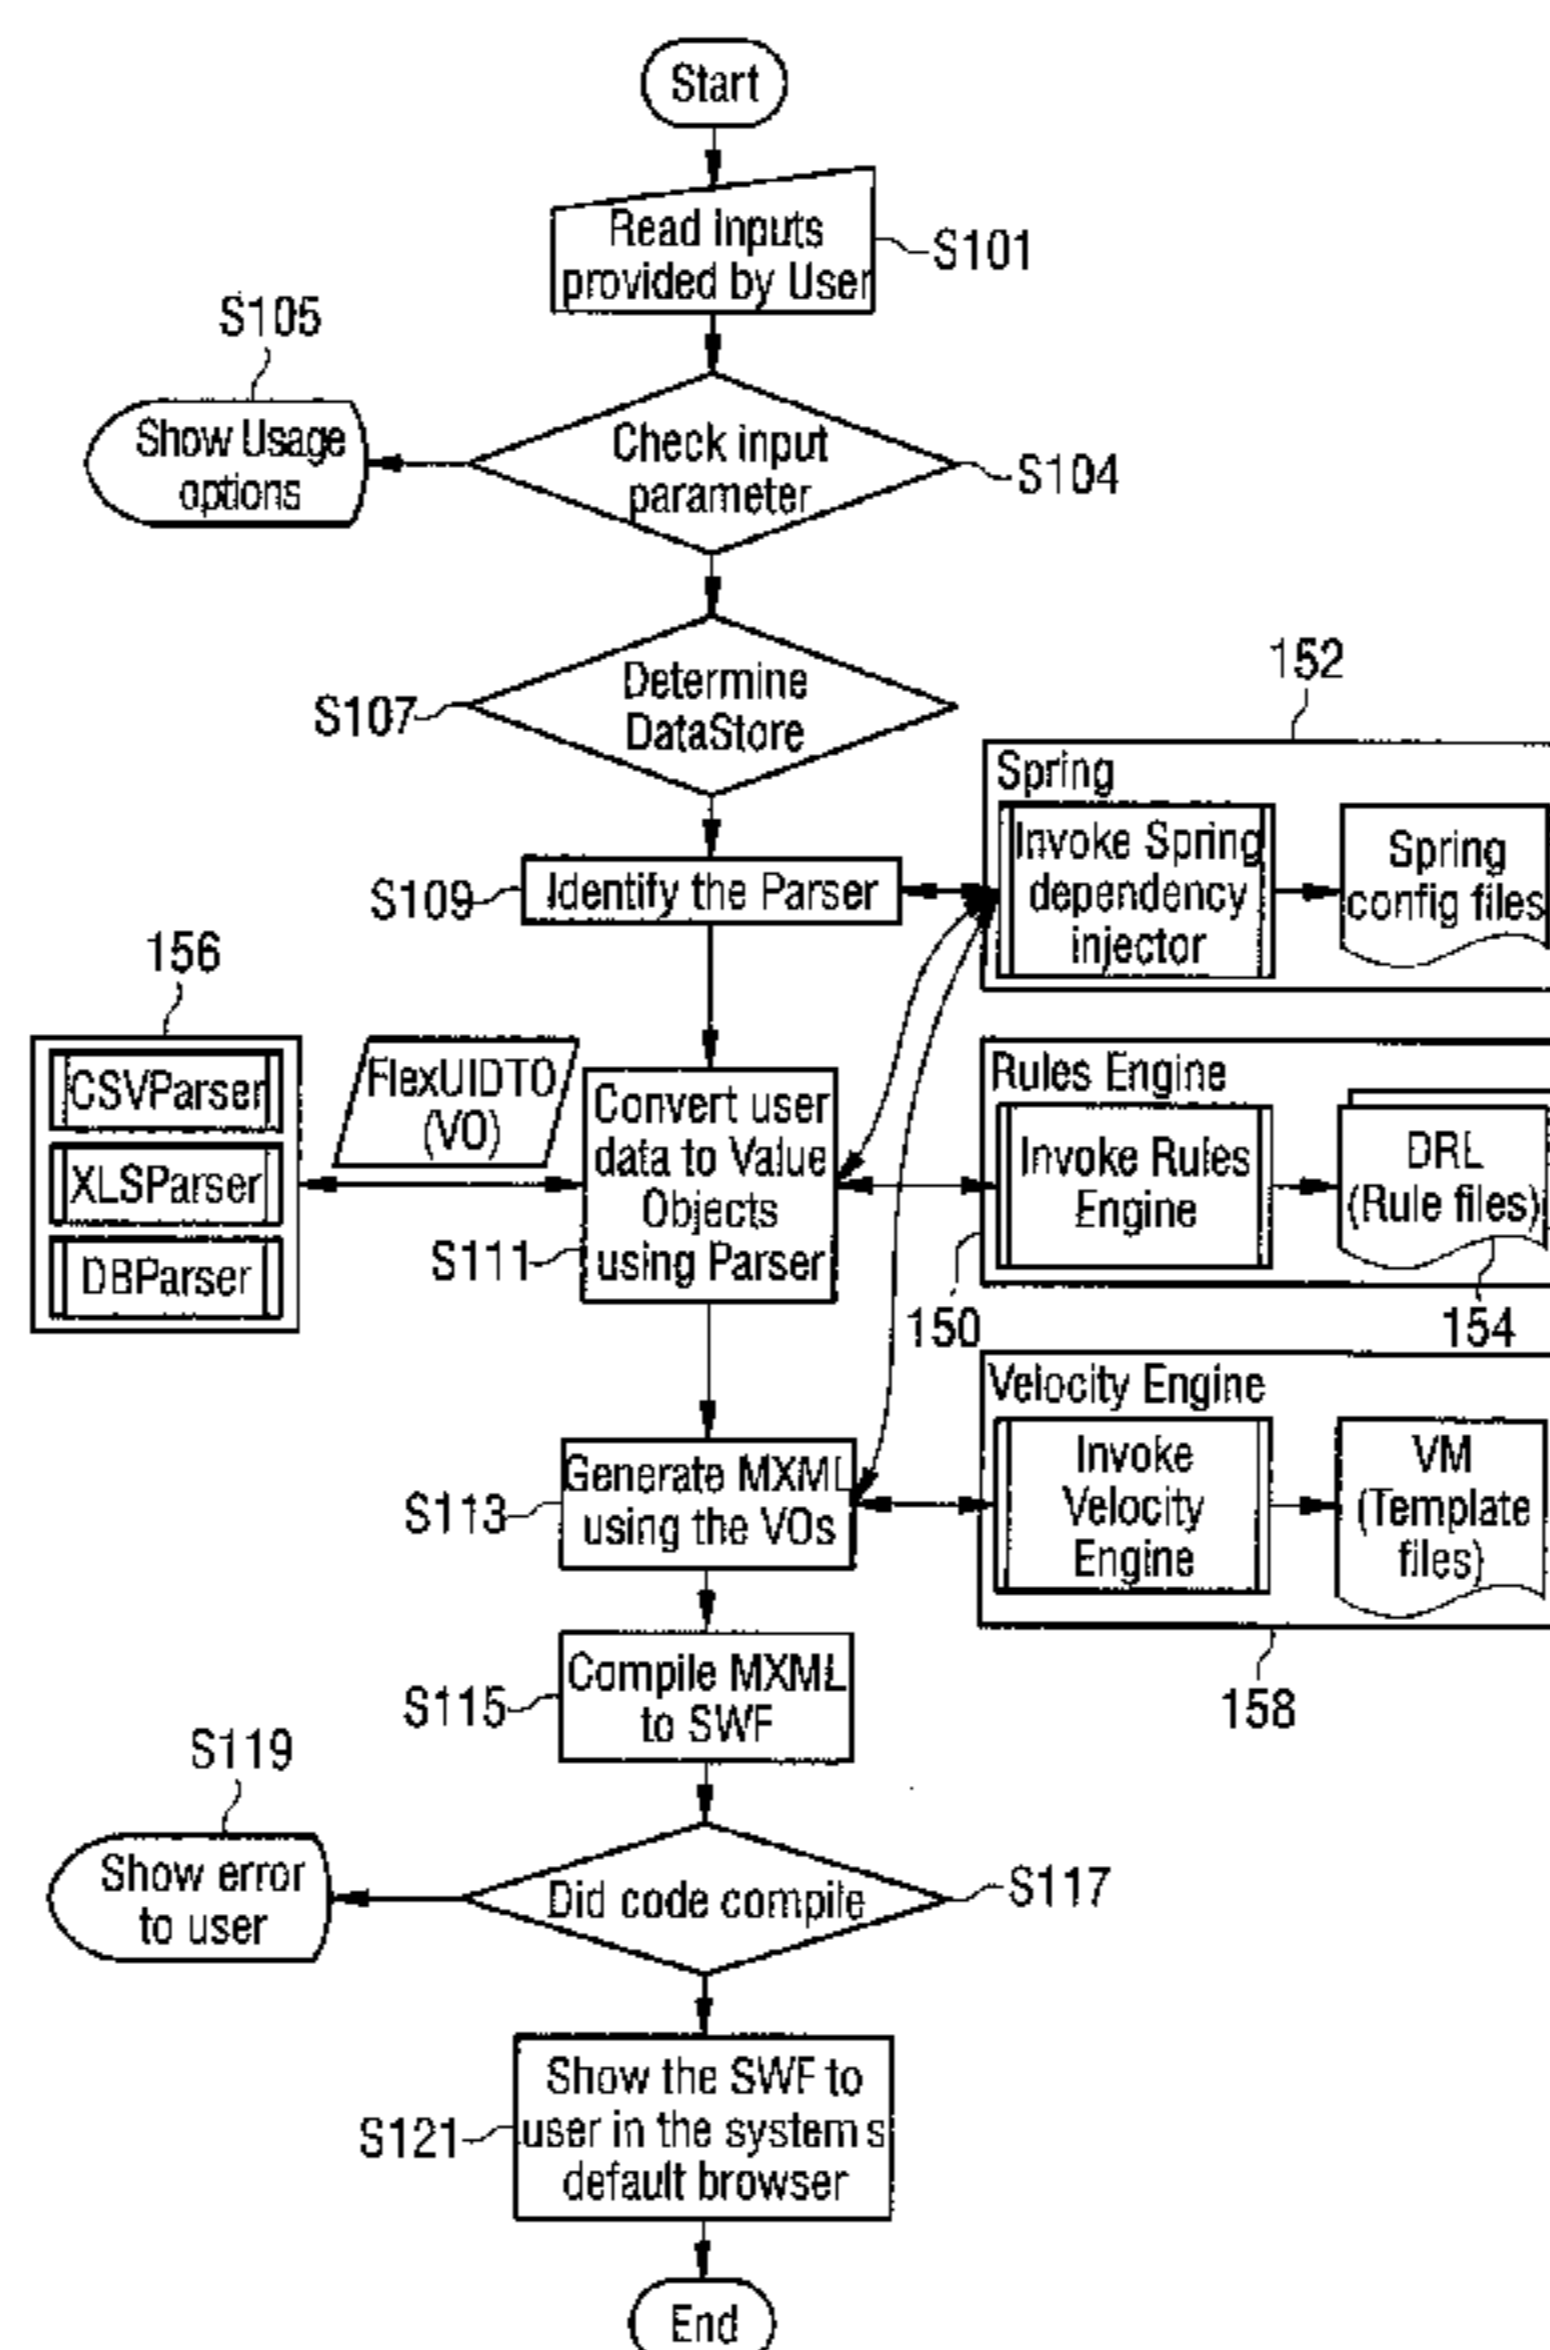 Start
Read Inputs
provided by User
S101
S105
Show Usage
options
Check input
parameter
S104
Determine
DataStore
S107
152
Spring
Invoke Spring
dependency
injector
Spring
config files
Identify the Parser
S109
156
CSVParser
XLSParser
DBParser
FlexUIDTO
(VO)
Convert user
data to Value
Objects
using Parser
S111
Rules Engine
Invoke Rules
Engine
DRL
(Rule files)
150
154
Velocity Engine
Invoke
Velocity
Engine
VM
(Template
files)
158
Generate MXML
using the VOs
S113
Compile MXML
to SWF
S115
S119
Show error
to user
Did code compile
S117
Show the SWF to
user in the system s
default browser
S121
End